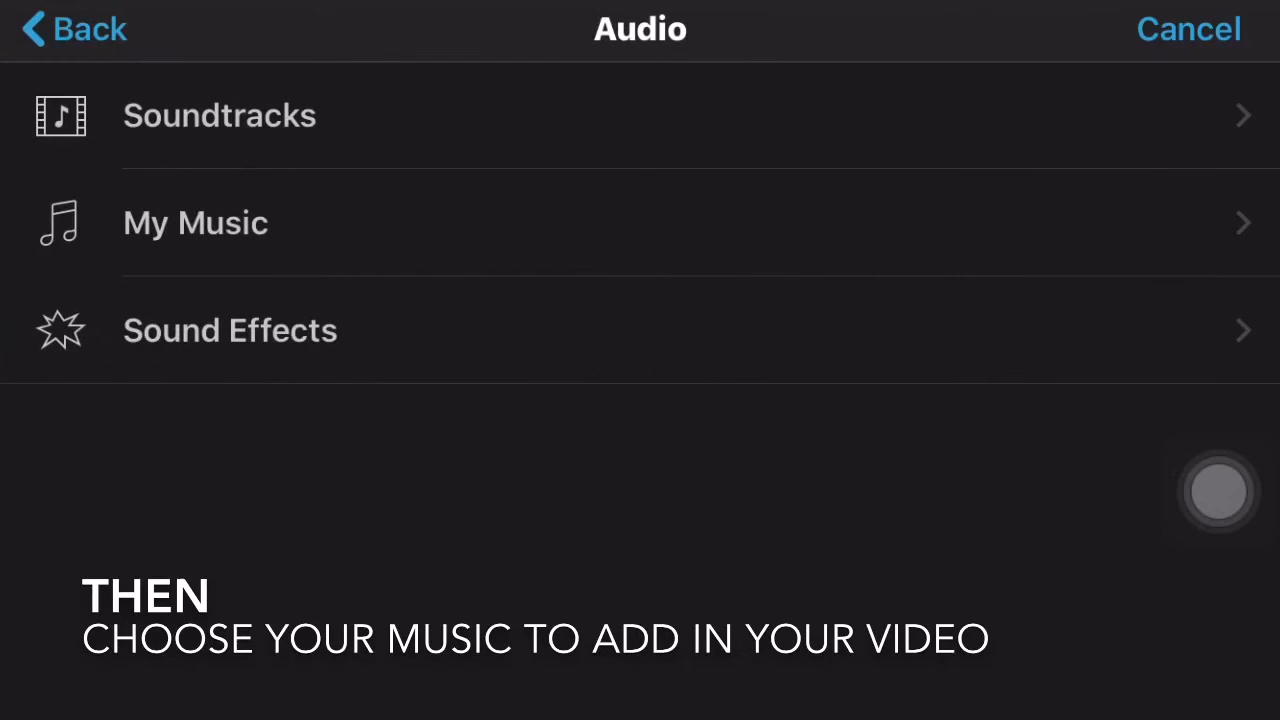 Back
Audio
Cancel
Soundtracks
My Music
Sound Effects
THEN
CHOOSE YOUR MUSIC TO ADD IN YOUR VIDEO